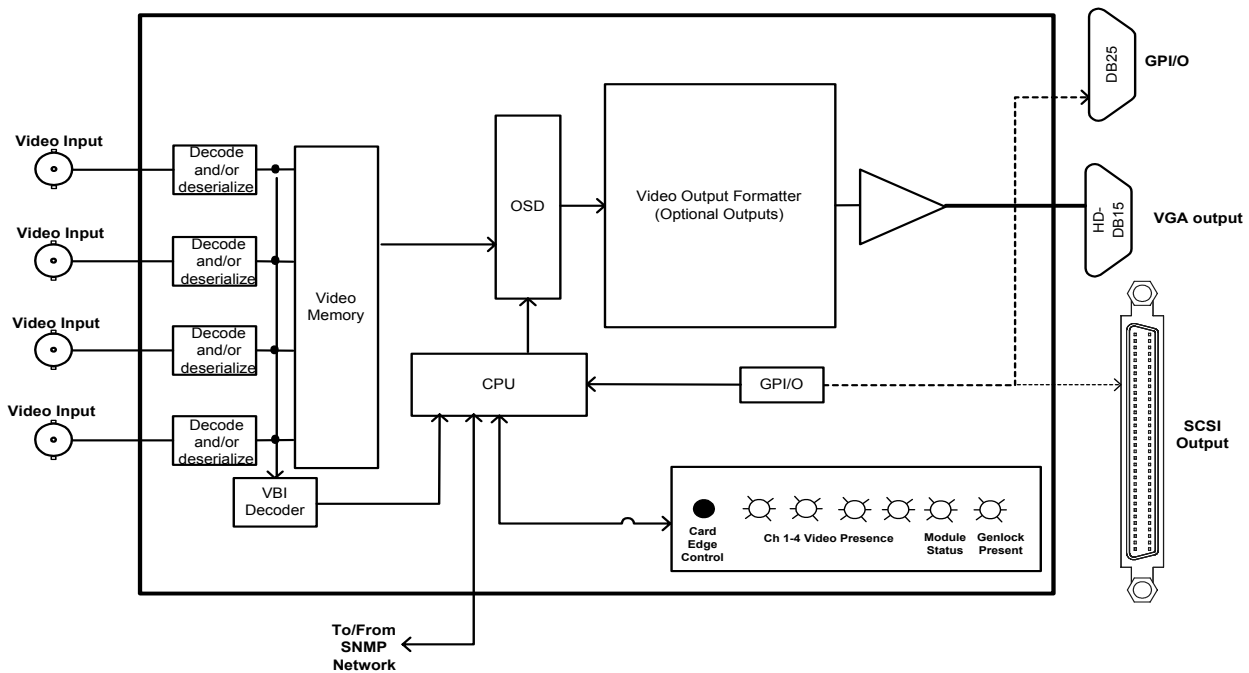 DB25
GPI/O
Video Input
Decode
and/or
deserialize
Video Input
Decode
and/or
deserialize
Video Input
Decode
and/or
deserialize
Video Input
Decode
and/or
deserialize
Video
Memory
VBI
Decoder
OSD
CPU
Video Output Formatter
(Optional Outputs)
HD-
DB15
VGA output
GPI/O
SCSI
Output
Card
Edge
Control
Ch 1-4 Video Presence
Module
Status
Genlock
Present
To/From
SNMP
Network